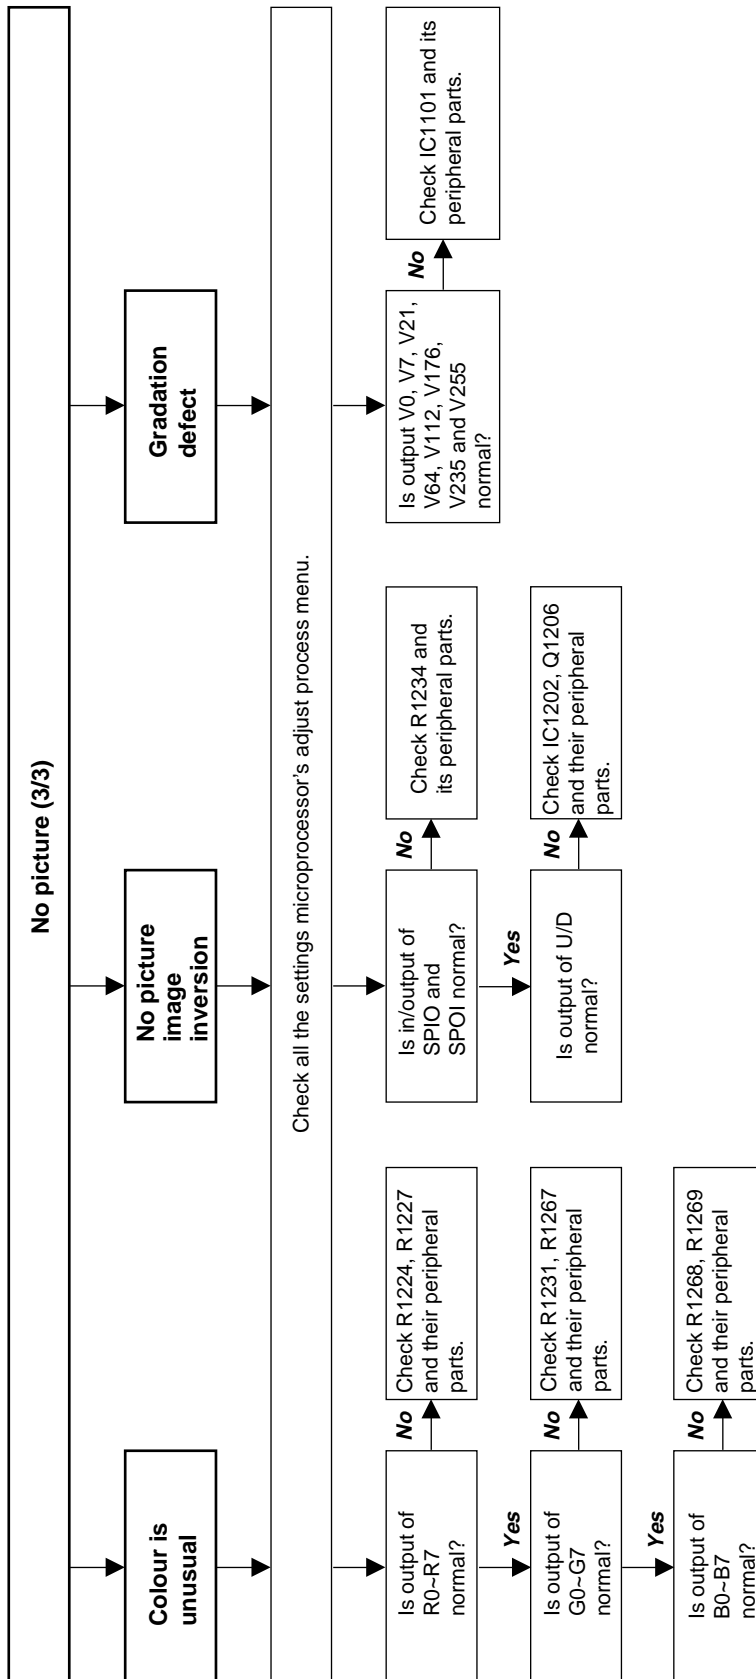 No picture (3/3)
Colour is
unusual
No picture
image
inversion
Gradation
defect
Check all the settings microprocessor's adjust process menu.
Is output of
R0~R7
normal?
No
Check R1224, R1227
and their peripheral
parts.
Yes
Is output of
G0~G7
normal?
No
Check R1231, R1267
and their peripheral
parts.
Yes
Is output of
B0~B7
normal?
No
Check R1268, R1269
and their peripheral
parts.
Is in/output of
SPIO and
SPOI normal?
No
Check R1234 and
its peripheral parts.
Yes
Is output of U/D
normal?
No
Check IC1202, Q1206
and their peripheral
parts.
Is output V0, V7, V21,
V64, V112, V176,
V235 and V255
normal?
No
Check IC1101 and its
peripheral parts.